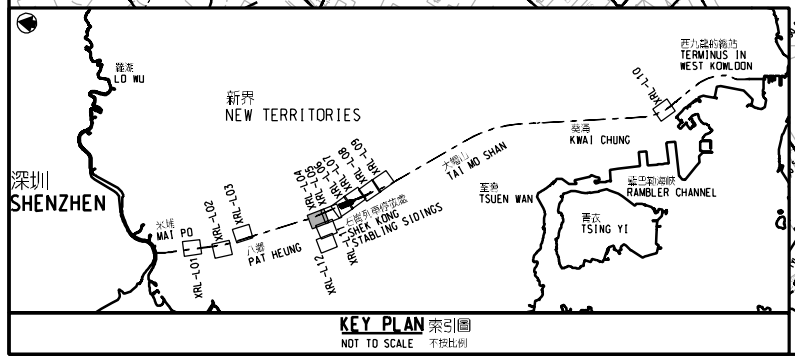 羅湖
LO WU
新界
NEW TERRITORIES
西九龍的總站
TERMINUS IN
WEST KOWLOON
XRL-L10
葵涌
KWAI CHUNG
大帽山
TAI MO SHAN
荃灣
TSUEN WAN
藍巴勒海峽
RAMBLER CHANNEL
青衣
TSING YI
深圳
SHENZHEN
米埔
MAI PO
XRL-L01
XRL-L02
XRL-L03
八鄉
PAT HEUNG
XRL-L04
XRL-L05
XRL-L06
XRL-L07
XRL-L08
XRL-L09
石崗列車停放處
SHEK KONG
STABLING SIDINGS
XRL-L12
KEY PLAN 索引圖
NOT TO SCALE 不按比例